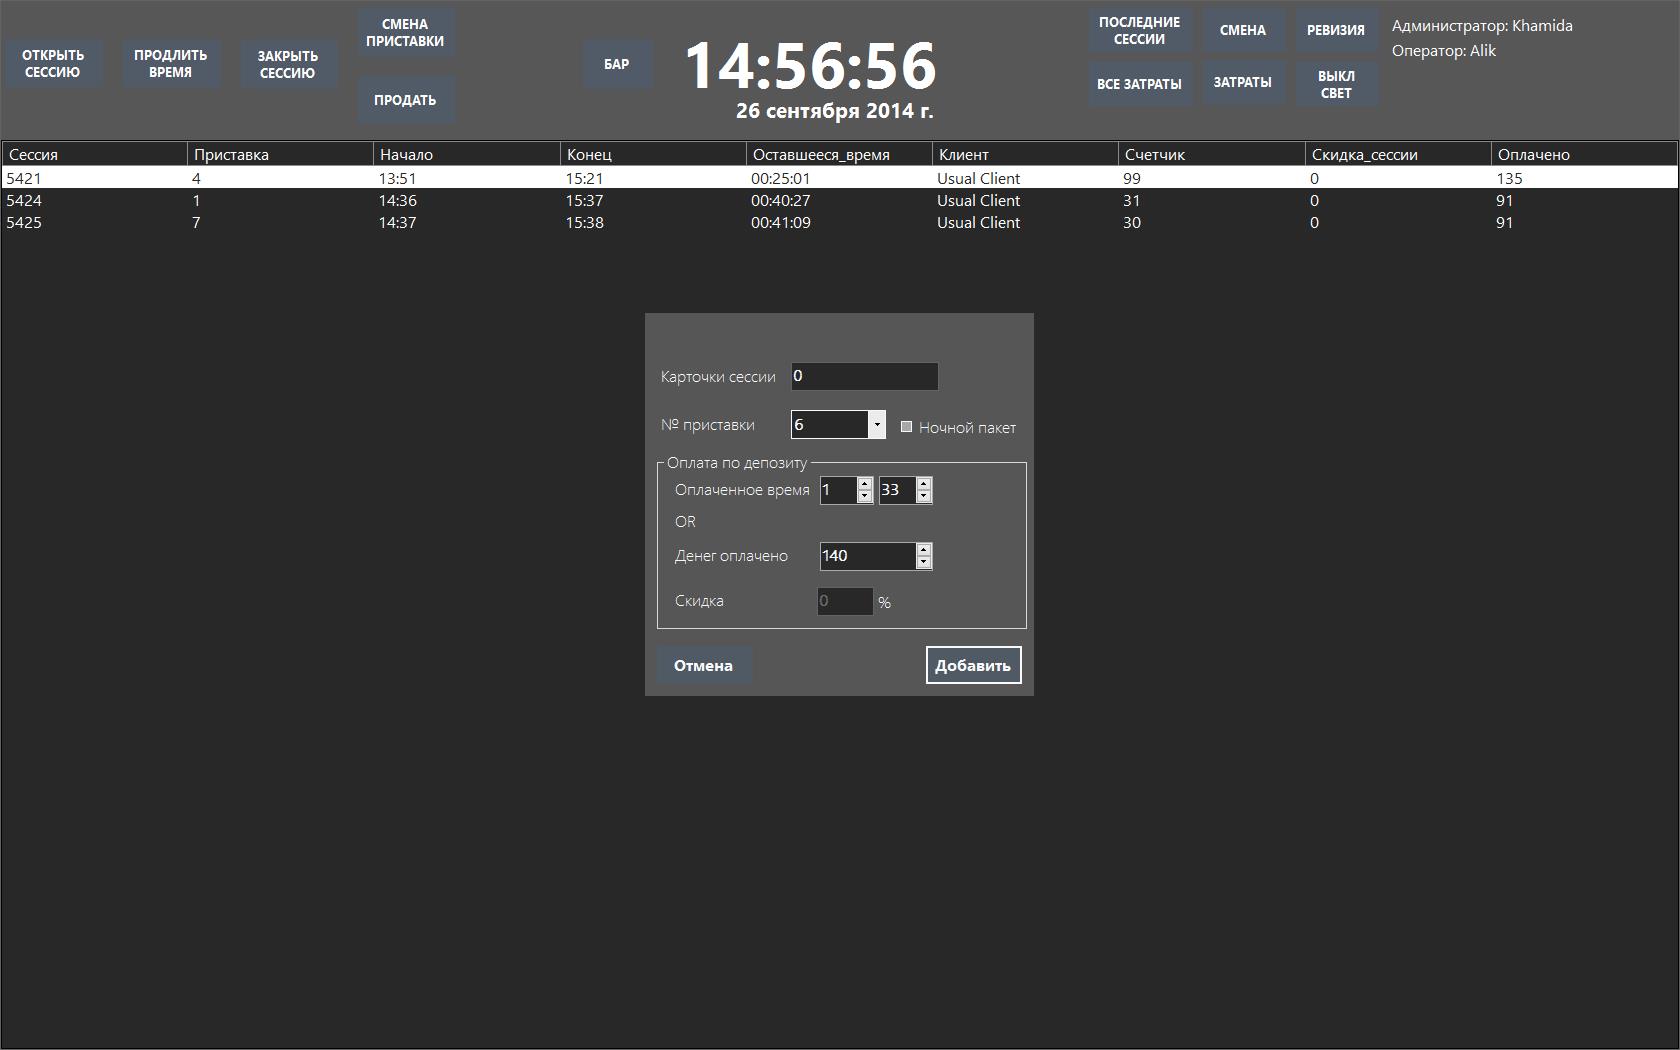 ОТКРЫТЬ
СЕССИЮ
ПРОДЛИТЬ
ВРЕМЯ
ЗАКРЫТЬ
СЕССИЮ
СМЕНА
ПРИСТАВКИ
ПРОДАТЬ
БАР
14:56:56
26 сентября 2014 г.
ПОСЛЕДНИЕ
СЕССИИ
СМЕНА
РЕВИЗИЯ
ВСЕ ЗАТРАТЫ
ЗАТРАТЫ
ВЫКЛ
СВЕТ
Администратор: Khamida
Оператор: Alik
Сессия Приставка Начало Конец Оставшееся_время Клиент Счетчик Скидка_сессии Оплачено
5421 4 13:51 15:21 00:25:01 Usual Client 99 0 135
5424 1 14:36 15:37 00:40:27 Usual Client 31 0 91
5425 7 14:37 15:38 00:41:09 Usual Client 30 0 91
Карточки сессии 0
№ приставки 6 Ночной пакет
Оплата по депозиту
Оплаченное время 1 33
OR
Денег оплачено 140
Скидка 0 %
Отмена Добавить